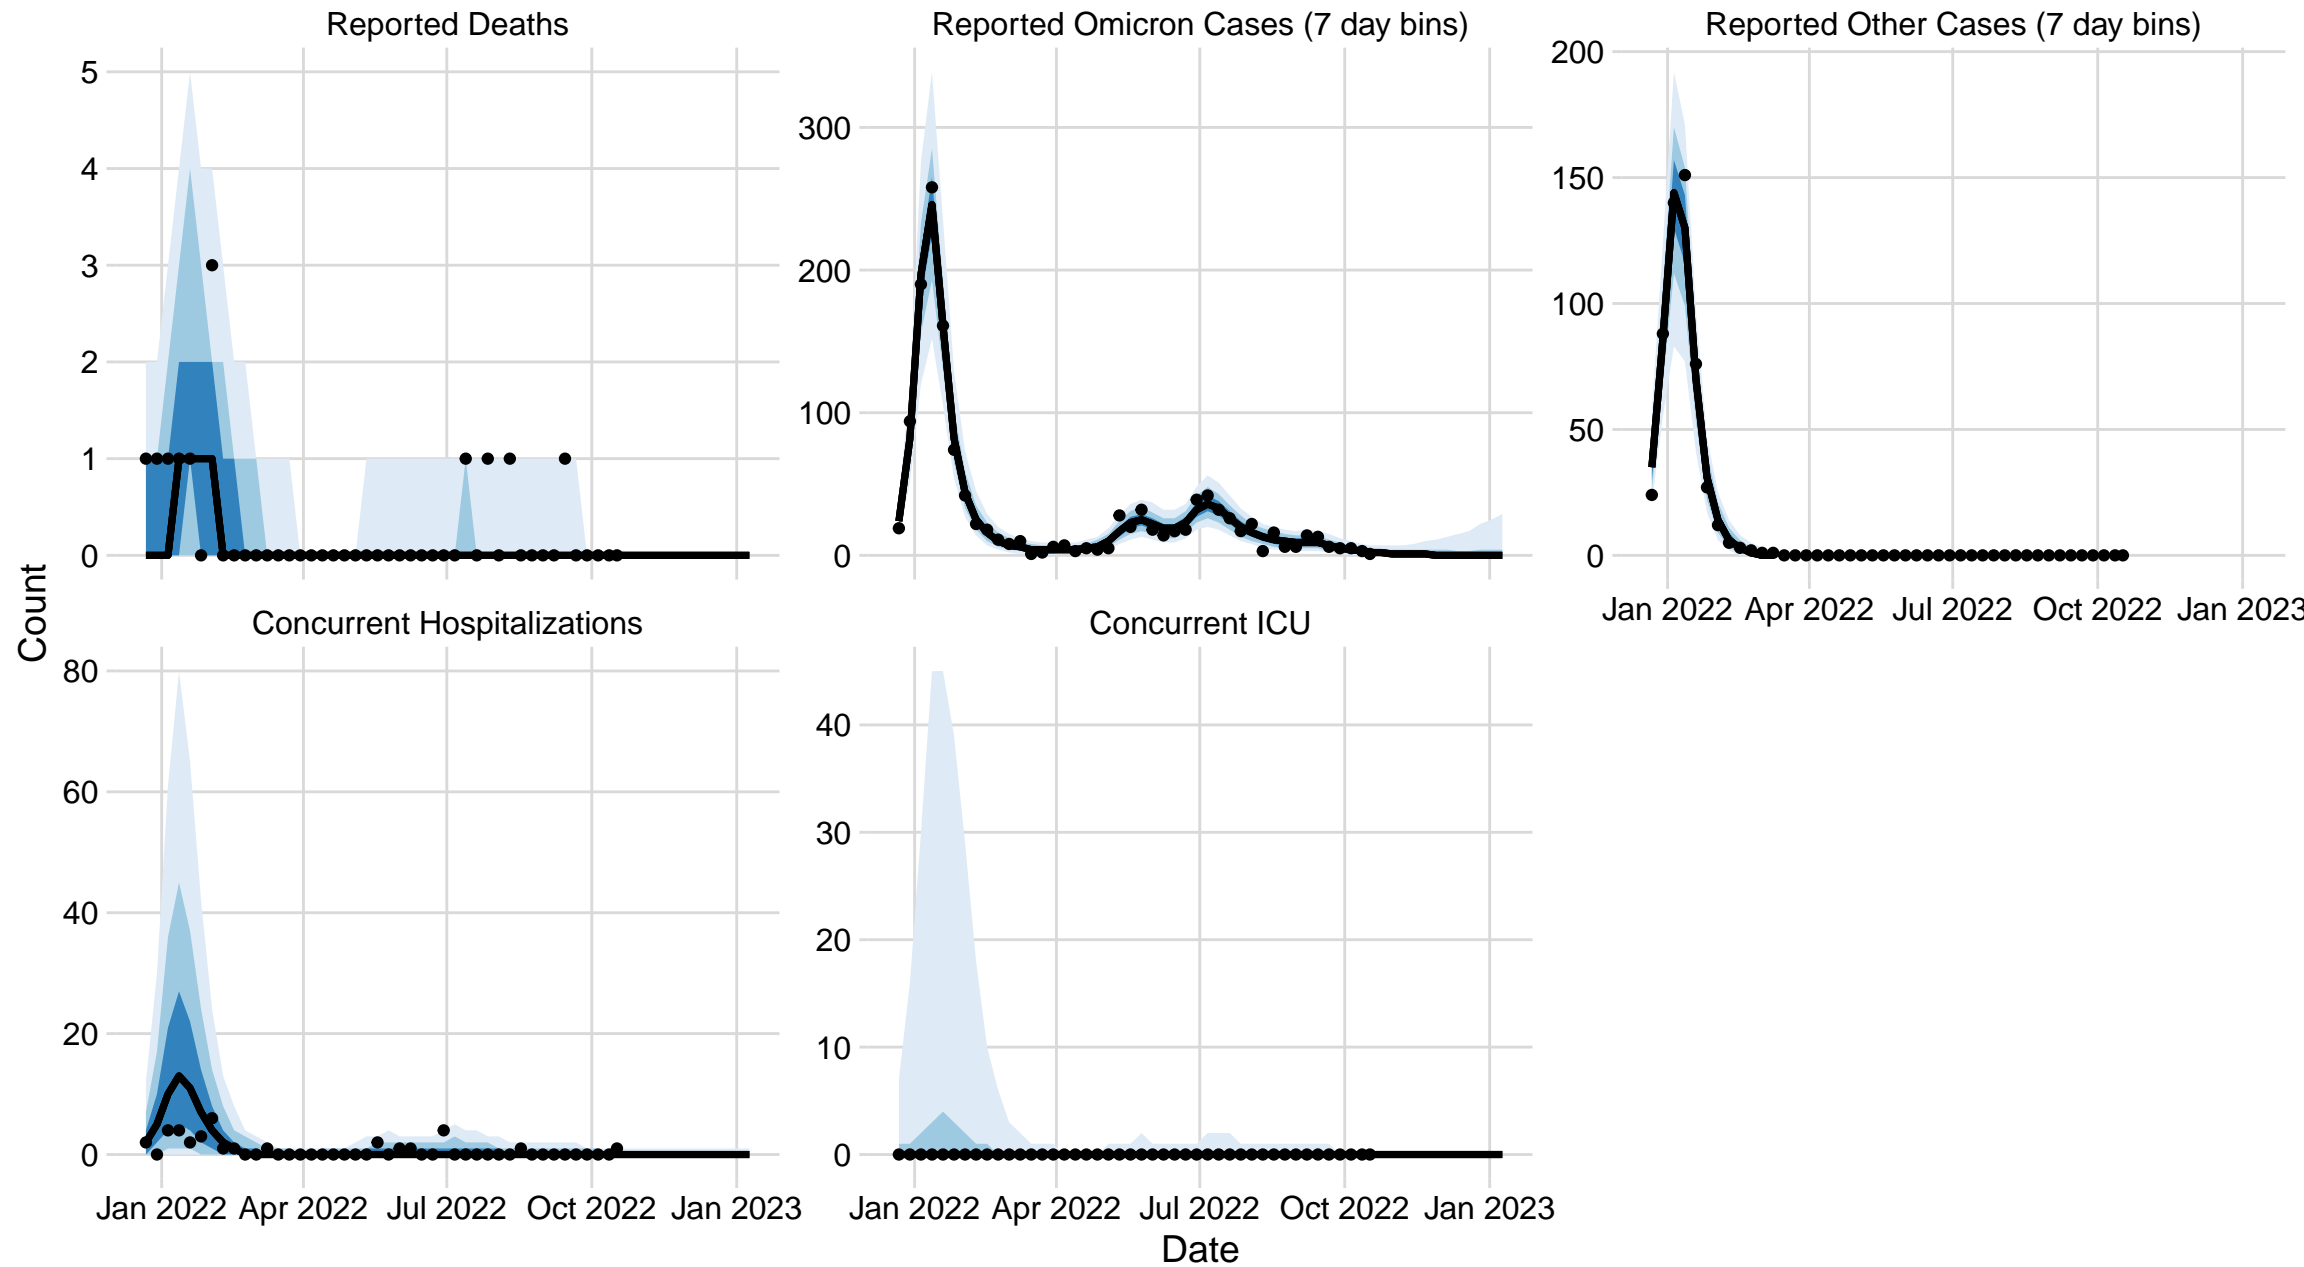 Reported Deaths
Reported Omicron Cases (7 day bins)
Reported Other Cases (7 day bins)
5
4
3
2
1
0
300
200
100
0
200
150
100
50
0
Jan 2022 Apr 2022 Jul 2022 Oct 2022 Jan 2023
Count
Concurrent Hospitalizations
Concurrent ICU
80
60
40
20
0
40
30
20
10
0
Jan 2022 Apr 2022 Jul 2022 Oct 2022 Jan 2023
Jan 2022 Apr 2022 Jul 2022 Oct 2022 Jan 2023
Date